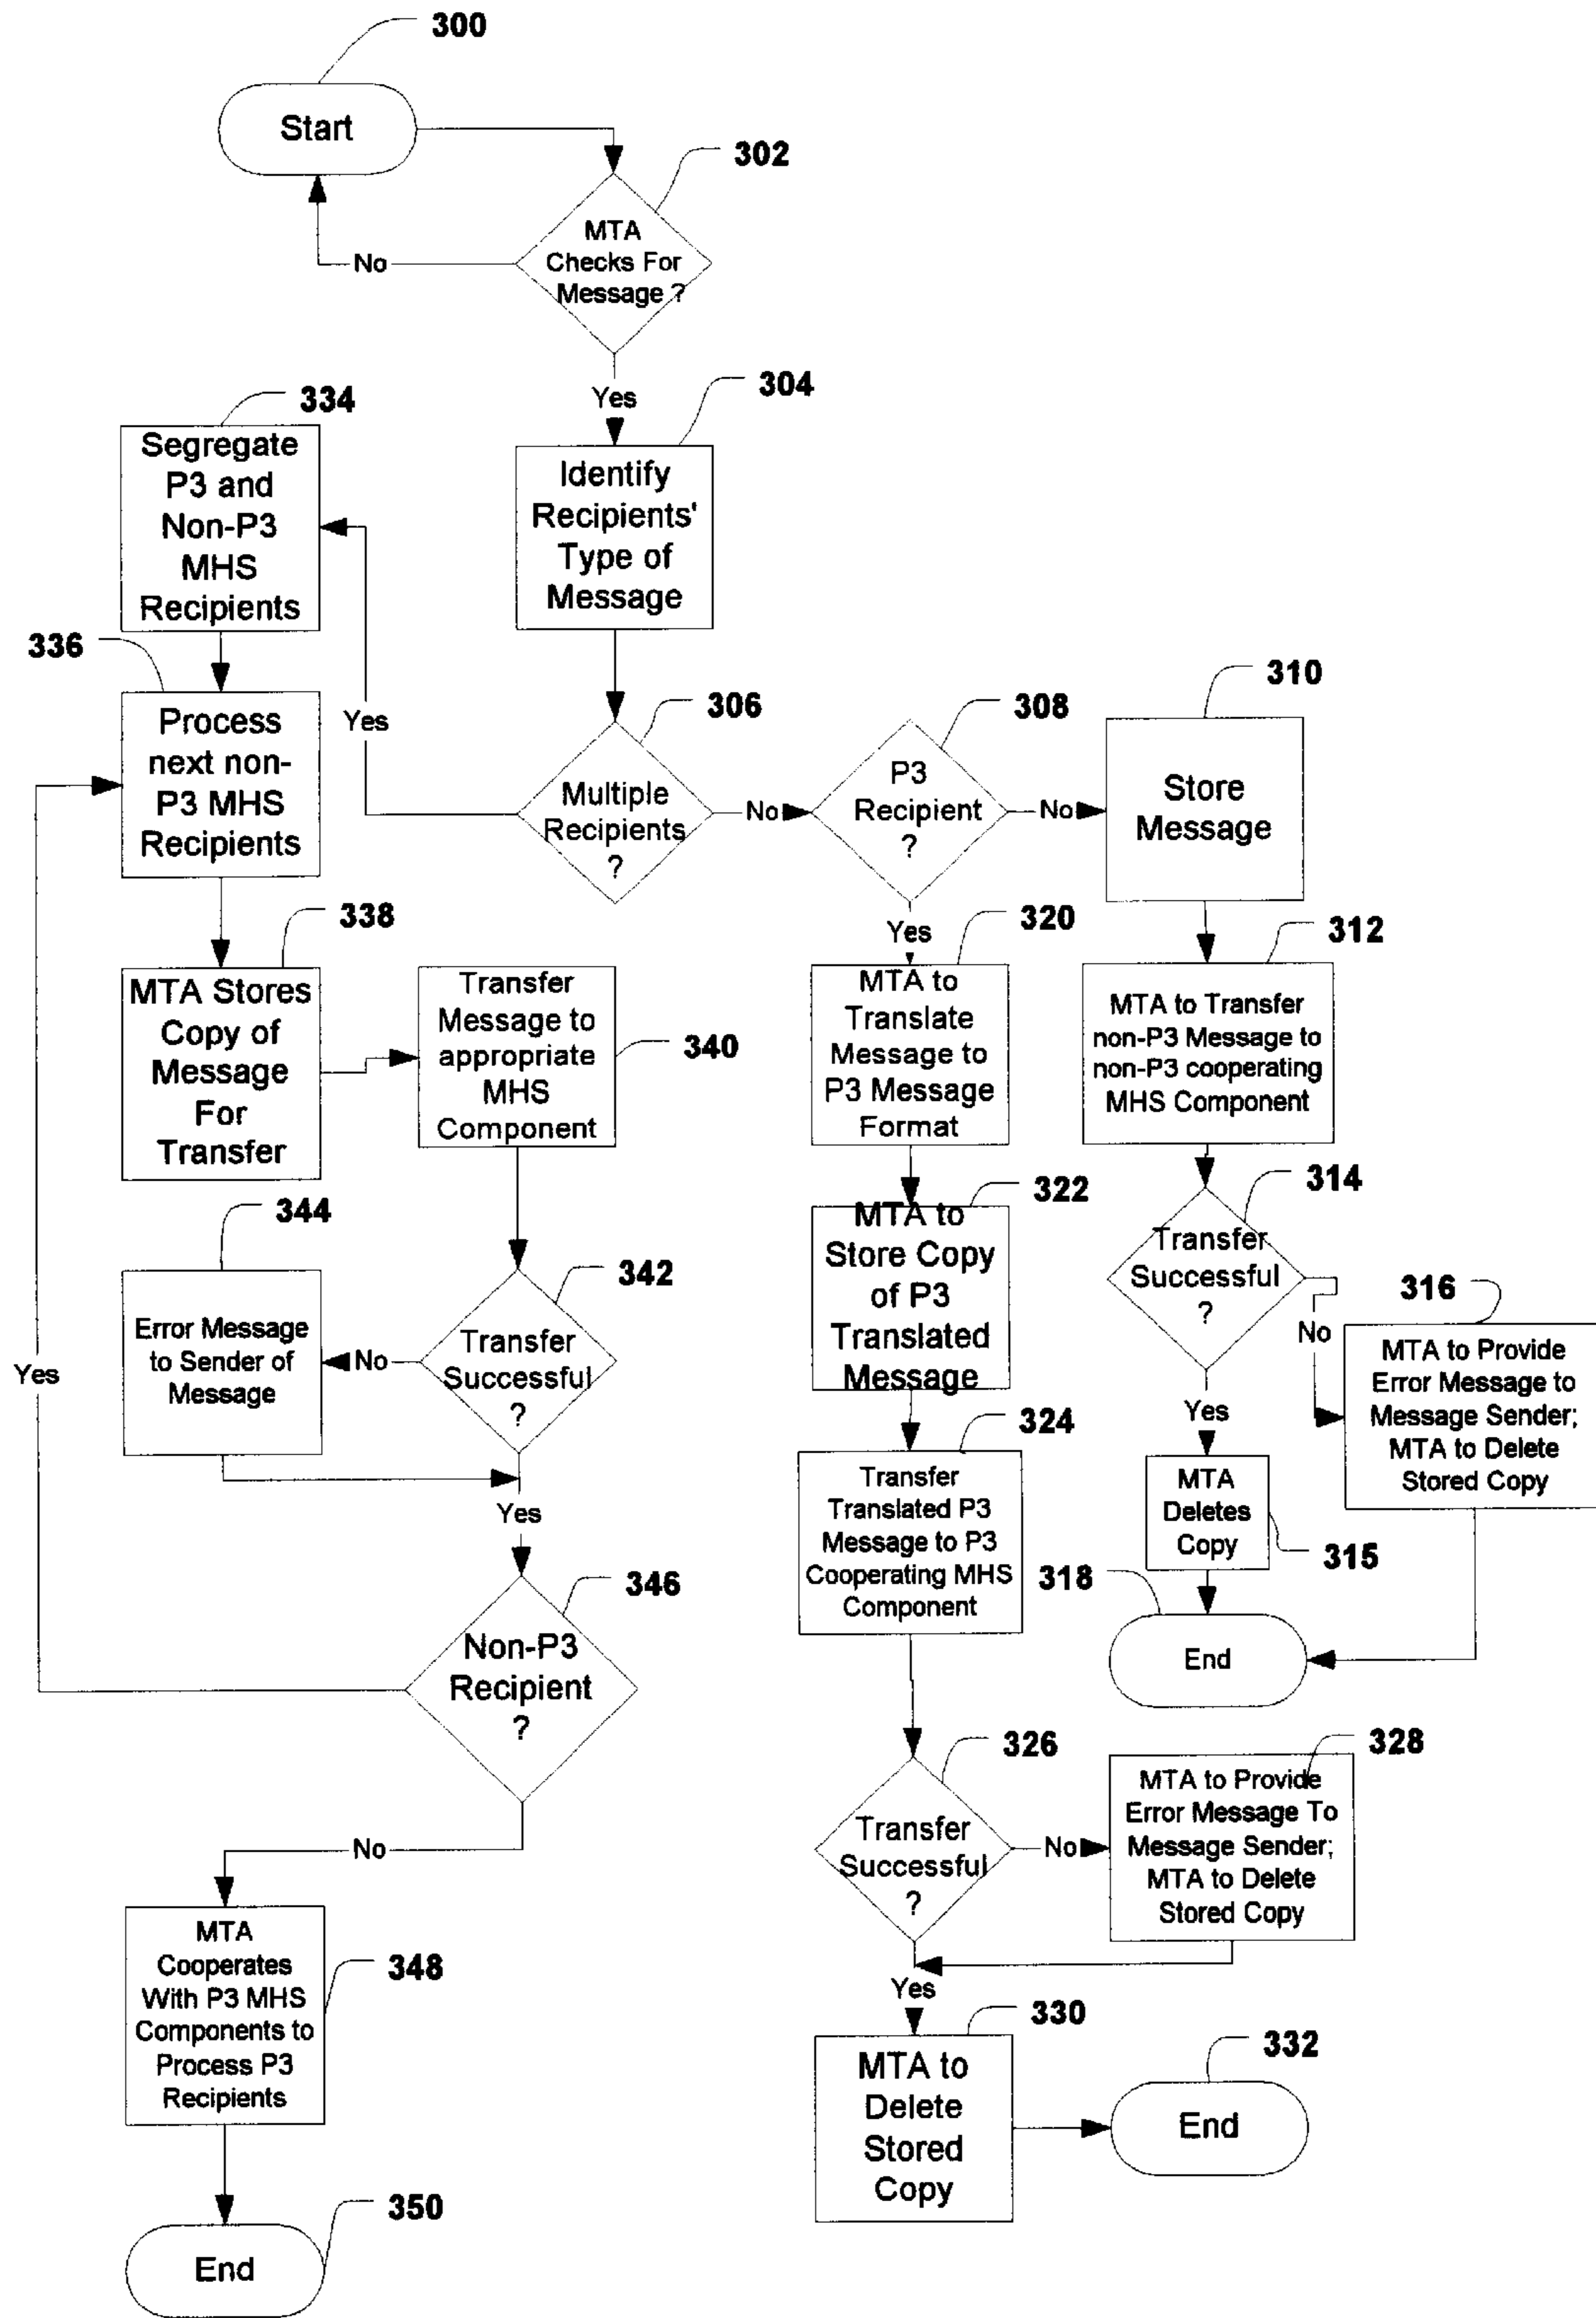 300
Start
302
MTA
Checks For
Message ?
No
Yes
304
Identify
Recipients'
Type of
Message
334
Segregate
P3 and
Non-P3
MHS
Recipients
336
Process
next non-
P3 MHS
Recipients
Yes
306
Multiple
Recipients
?
No
308
P3
Recipient
?
No
310
Store
Message
338
MTA Stores
Copy of
Message
For
Transfer
Transfer
Message to
appropriate
MHS
Component
340
Yes
320
MTA to
Translate
Message to
P3 Message
Format
312
MTA to Transfer
non-P3 Message to
non-P3 cooperating
MHS Component
322
MTA to
Store Copy
of P3
Translated
Message
314
Transfer
Successful
?
No
316
MTA to Provide
Error Message to
Message Sender;
MTA to Delete
Stored Copy
344
Error Message
to Sender of
Message
342
Transfer
Successful
?
No
Yes
Yes
324
Transfer
Translated P3
Message to P3
Cooperating MHS
Component
Yes
MTA
Deletes
Copy
315
318
End
346
Non-P3
Recipient
?
No
326
Transfer
Successful
?
No
328
MTA to Provide
Error Message To
Message Sender;
MTA to Delete
Stored Copy
Yes
348
MTA
Cooperates
With P3 MHS
Components to
Process P3
Recipients
330
MTA to
Delete
Stored
Copy
332
End
350
End